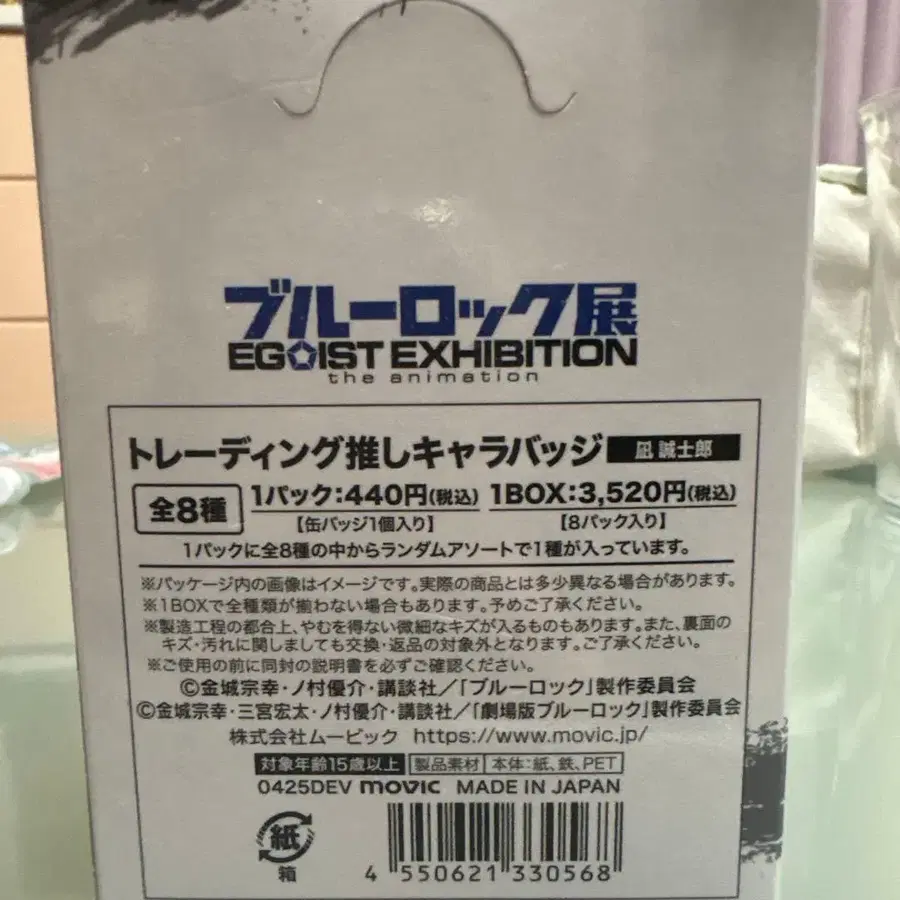 ブルーロック展
EGOIST EXHIBITION
the animation
トレーディング推しキャラバッジ 凪 誠士郎
全8種 1パック:440円(税込) 1BOX:3,520円(税込)
【缶バッジ1個入り】 【8パック入り】
1パックに全8種の中からランダムアソートで1種が入っています。
※パッケージ内の画像はイメージです。実際の商品とは多少異なる場合があります。
※1BOXで全種類が揃わない場合もあります。予めご了承ください。
※製造工程の都合上、やむを得ない微細なキズが入るものもあります。また、裏面の
キズ・汚れに関しましても交換・返品の対象外となります。ご了承ください。
※ご使用の前に同封の説明書を必ずご確認ください。
©金城宗幸・ノ村優介・講談社／「ブルーロック」製作委員会
©金城宗幸・三宮宏太・ノ村優介・講談社／「劇場版ブルーロック」製作委員会
株式会社ムービック https://www.movic.jp/
対象年齢15歳以上 製品素材 本体:紙、鉄、PET
0425DEV movic MADE IN JAPAN
紙
箱
4 550621 330568